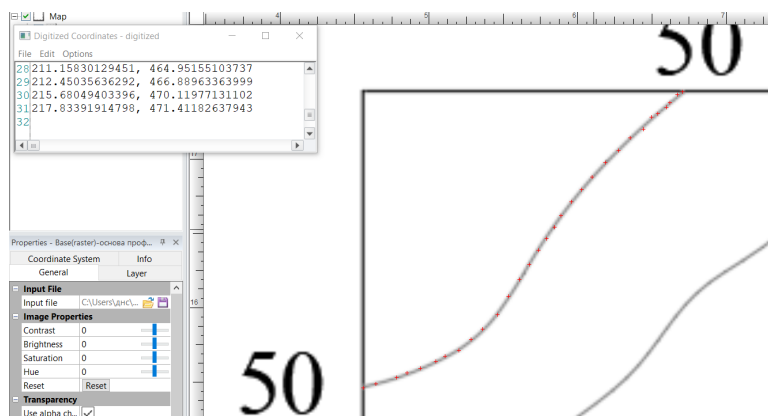 Map
4
5
6
7
Digitized Coordinates - digitized
File Edit Options
28 211.15830129451, 464.95155103737
29 212.45035636292, 466.88963363999
30 215.68049403396, 470.11977131102
31 217.83391914798, 471.41182637943
32
50
17
Properties - Base(raster)-основа проф...
Coordinate System Info
General Layer
Input File
Input file C:\Users\днс\...
Image Properties
Contrast 0
Brightness 0
Saturation 0
Hue 0
Reset Reset
Transparency
Use alpha ch...
16
50